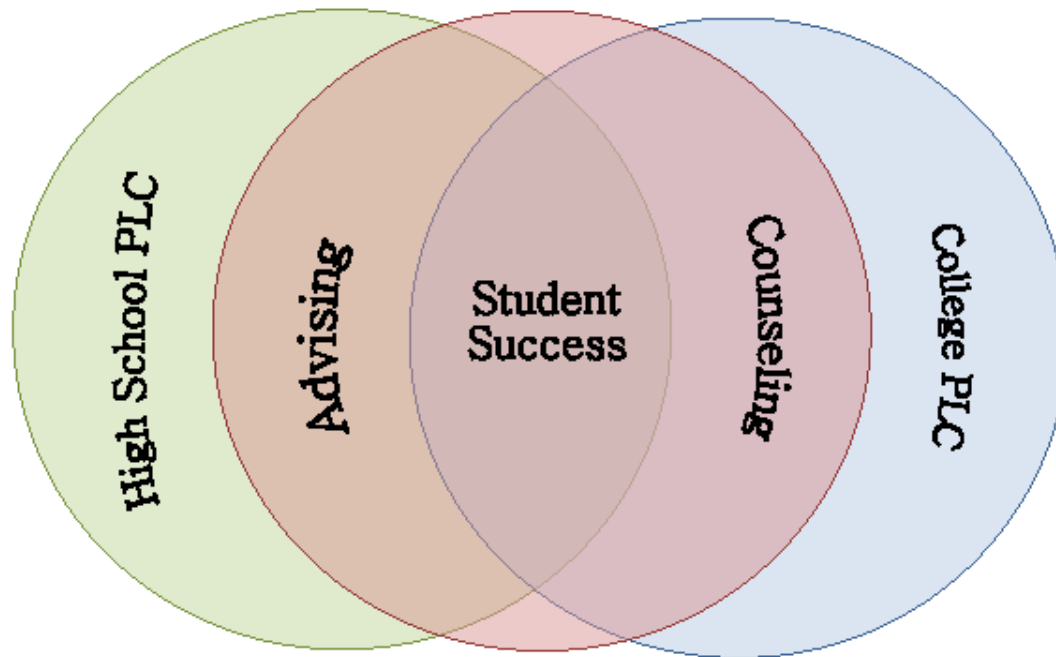 High School PLC
Advising
Student
Success
Counseling
College PLC